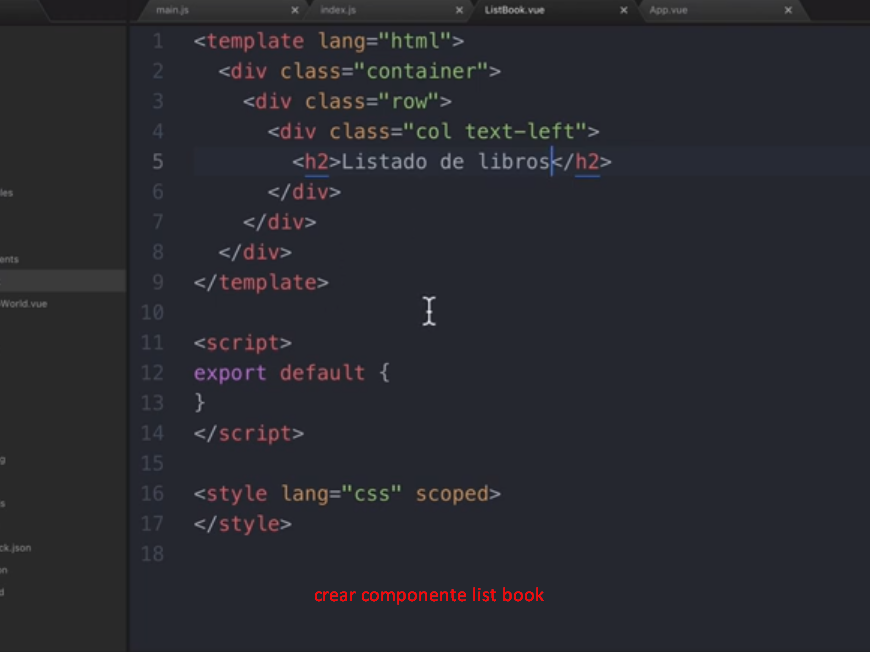 main.js
index.js
ListBook.vue
App.vue
1 <template lang="html">
2 <div class="container">
3 <div class="row">
4 <div class="col text-left">
5 <h2>Listado de libros</h2>
6 </div>
7 </div>
8 </div>
9 </template>
10
11 <script>
12 export default {
13 }
14 </script>
15
16 <style lang="css" scoped>
17 </style>
18
les
ents
World.vue
g
s
ck.json
on
d
crear componente list book